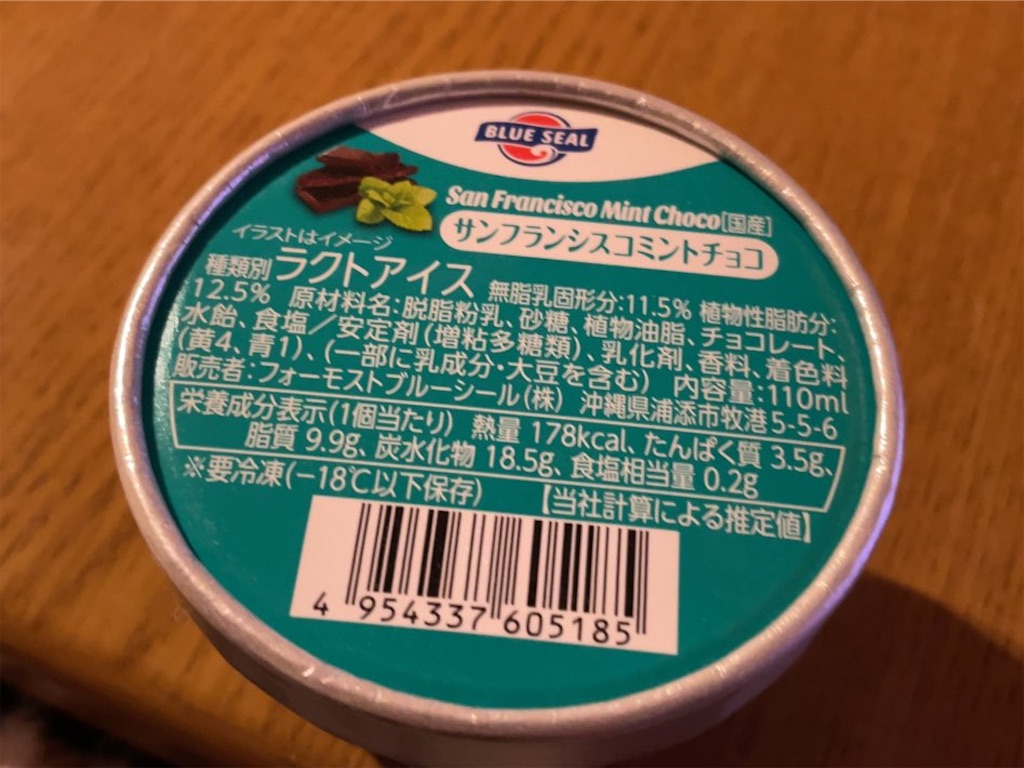 BLUE SEAL
San Francisco Mint Choco[国産]
サンフランシスコミントチョコ
イラストはイメージ
種類別 ラクトアイス 無脂乳固形分:11.5% 植物性脂肪分:
12.5% 原材料名:脱脂粉乳、砂糖、植物油脂、チョコレート、
水飴、食塩/安定剤(増粘多糖類)、乳化剤、香料、着色料
(黄4、青1)、(一部に乳成分・大豆を含む) 内容量:110ml
販売者:フォーモストブルーシール(株) 沖縄県浦添市牧港5-5-6
栄養成分表示(1個当たり) 熱量 178kcal、たんぱく質 3.5g、
脂質 9.9g、炭水化物 18.5g、食塩相当量 0.2g
※要冷凍(-18℃以下保存) 【当社計算による推定値】
4 954337 605185